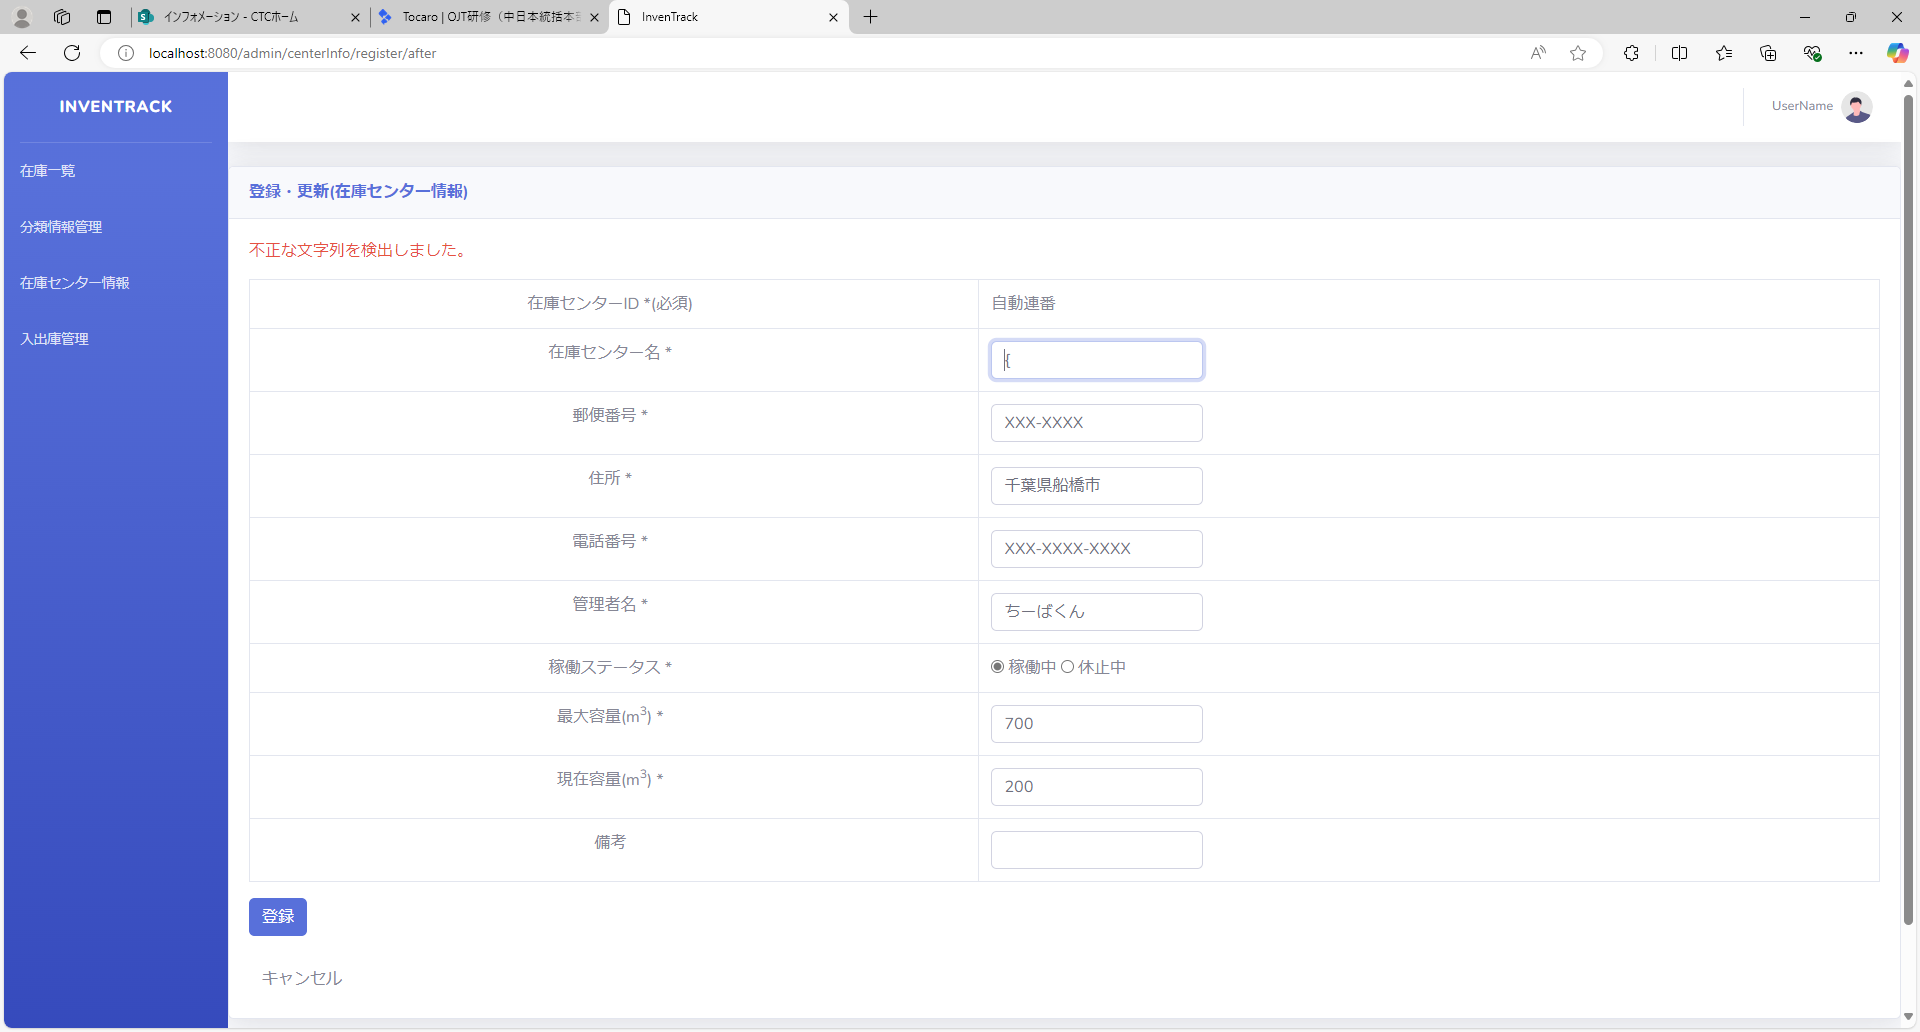 インフォメーション - CTCホーム
Tocaro | OJT研修（中日本統括本
InvenTrack
localhost:8080/admin/centerInfo/register/after
INVENTRACK
UserName
在庫一覧
分類情報管理
在庫センター情報
入出庫管理
登録・更新(在庫センター情報)
不正な文字列を検出しました。
在庫センターID *(必須) 自動連番
在庫センター名 * {
郵便番号 * XXX-XXXX
住所 * 千葉県船橋市
電話番号 * XXX-XXXX-XXXX
管理者名 * ちーばくん
稼働ステータス * 稼働中 休止中
最大容量(m3) * 700
現在容量(m3) * 200
備考
登録
キャンセル